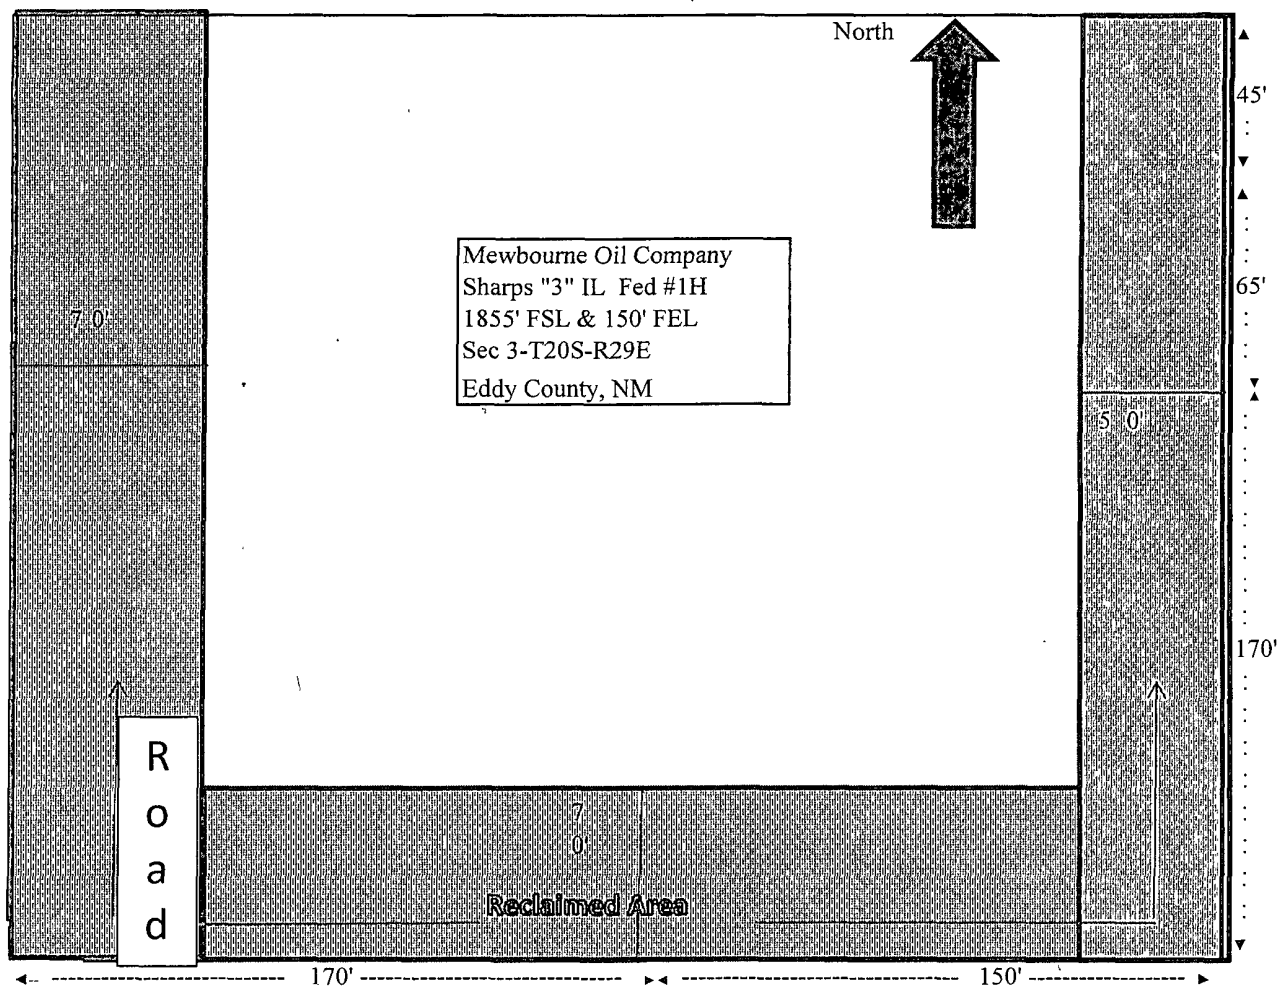 North
45'
Mewbourne Oil Company
Sharps "3" IL Fed #1H
1855' FSL & 150' FEL
Sec 3-T20S-R29E
Eddy County, NM
65'
70'
50'
170'
Road
70'
Reclaimed Area
170'
150'